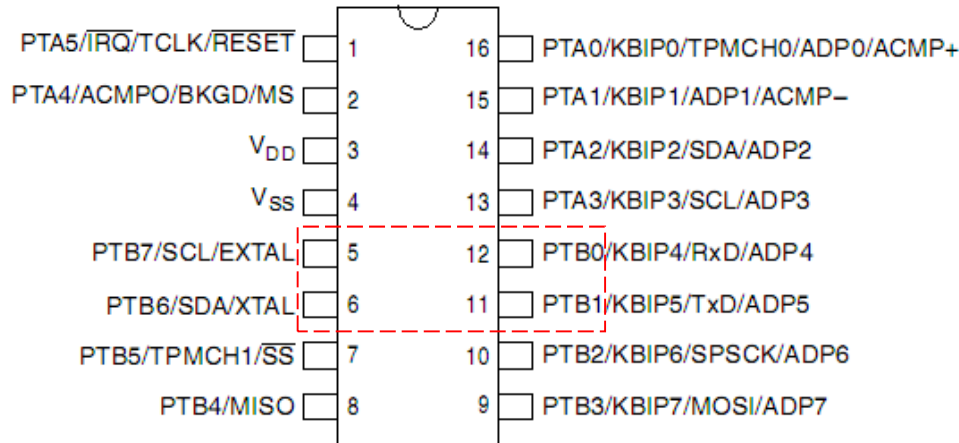 PTA5/IRQ/TCLK/RESET 1 16 PTA0/KBIP0/TPMCH0/ADP0/ACMP+
PTA4/ACMPO/BKGD/MS 2 15 PTA1/KBIP1/ADP1/ACMP–
VDD 3 14 PTA2/KBIP2/SDA/ADP2
VSS 4 13 PTA3/KBIP3/SCL/ADP3
PTB7/SCL/EXTAL 5 12 PTB0/KBIP4/RxD/ADP4
PTB6/SDA/XTAL 6 11 PTB1/KBIP5/TxD/ADP5
PTB5/TPMCH1/SS 7 10 PTB2/KBIP6/SPSCK/ADP6
PTB4/MISO 8 9 PTB3/KBIP7/MOSI/ADP7